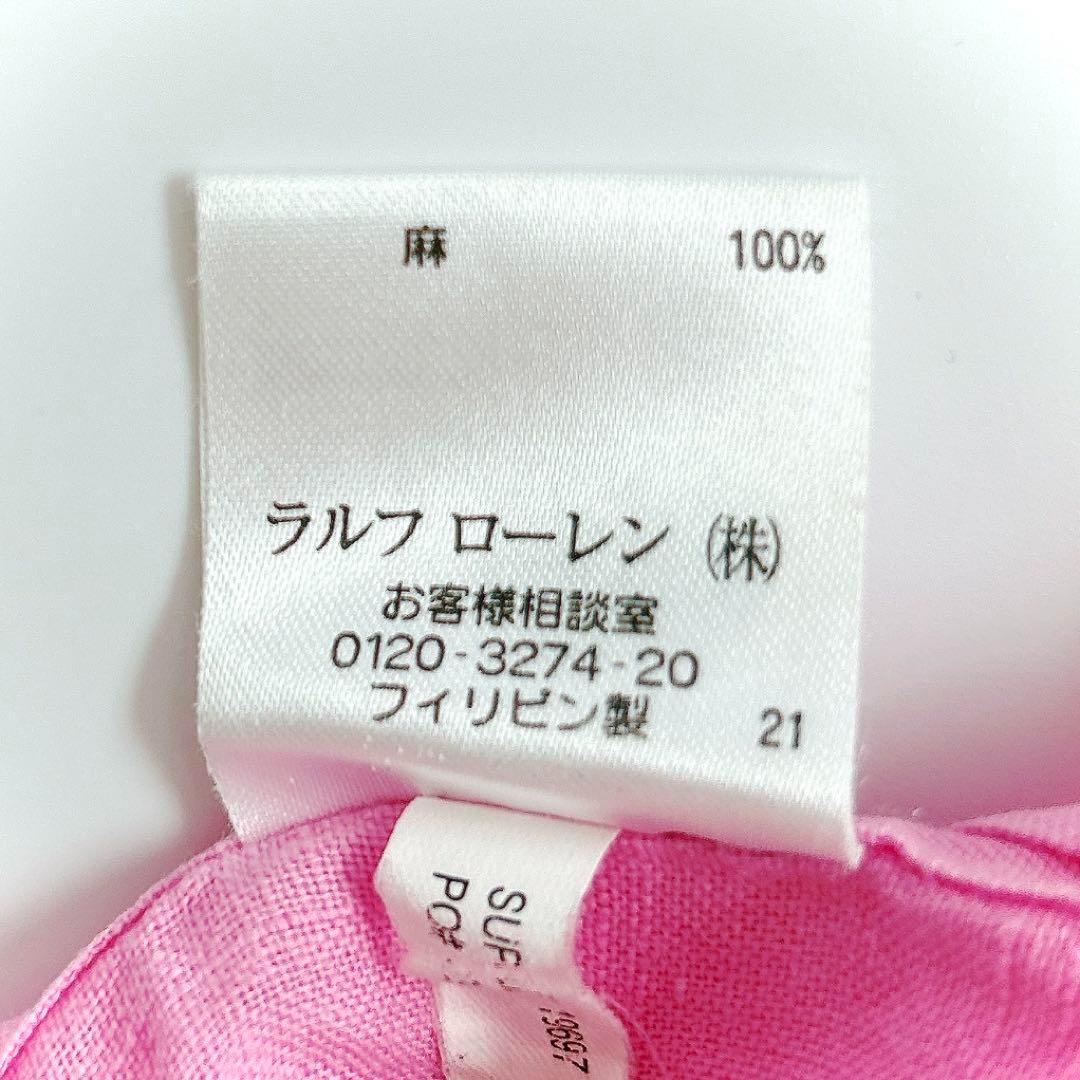 麻 100%
ラルフ ローレン ㈱
お客様相談室
0120-3274-20
フィリピン製 21
PO#